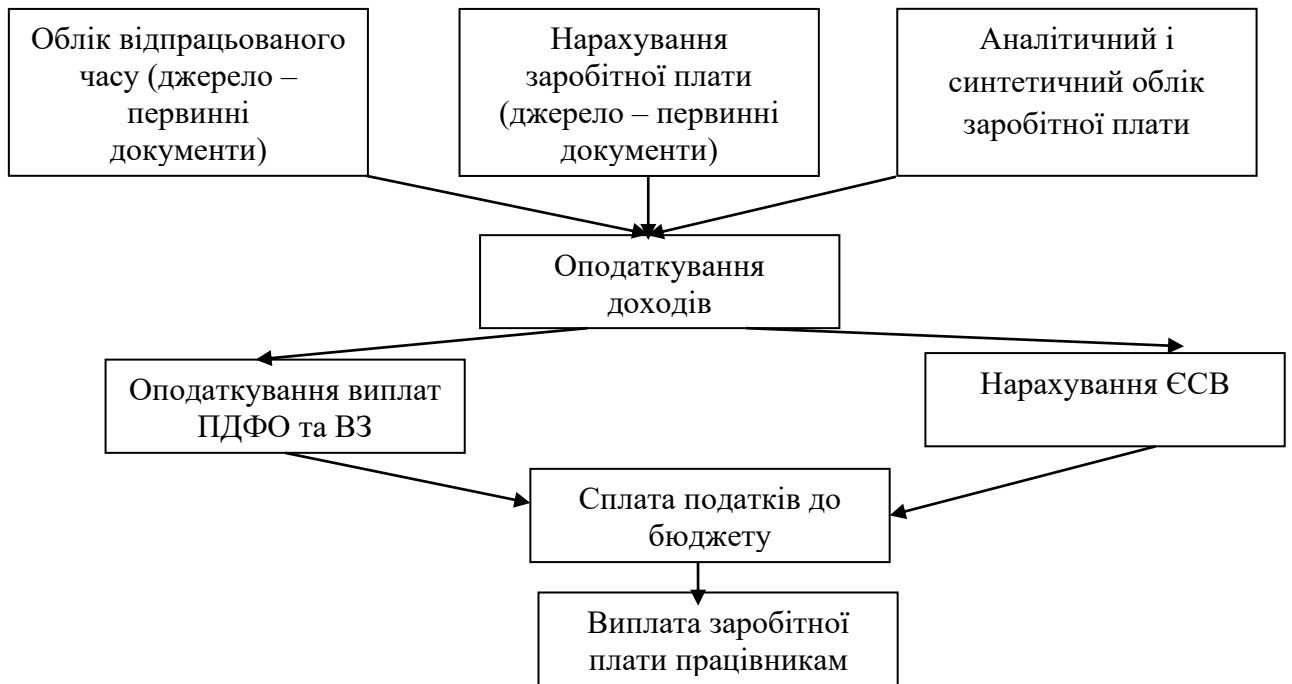 Облік відпрацьованого
часу (джерело –
первинні
документи)
Нарахування
заробітної плати
(джерело – первинні
документи)
Аналітичний і
синтетичний облік
заробітної плати
Оподаткування
доходів
Оподаткування виплат
ПДФО та ВЗ
Нарахування ЄСВ
Сплата податків до
бюджету
Виплата заробітної
плати працівникам